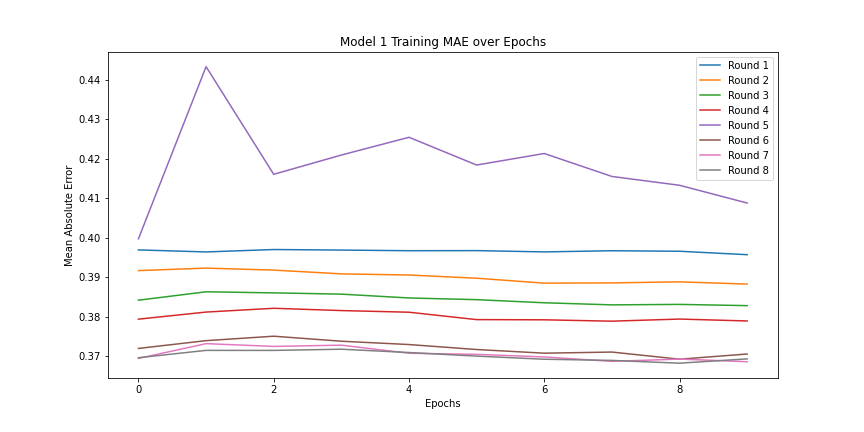 Model 1 Training MAE over Epochs
Mean Absolute Error
0.44
0.43
0.42
0.41
0.40
0.39
0.38
0.37
Round 1
Round 2
Round 3
Round 4
Round 5
Round 6
Round 7
Round 8
0 2 4 6 8
Epochs